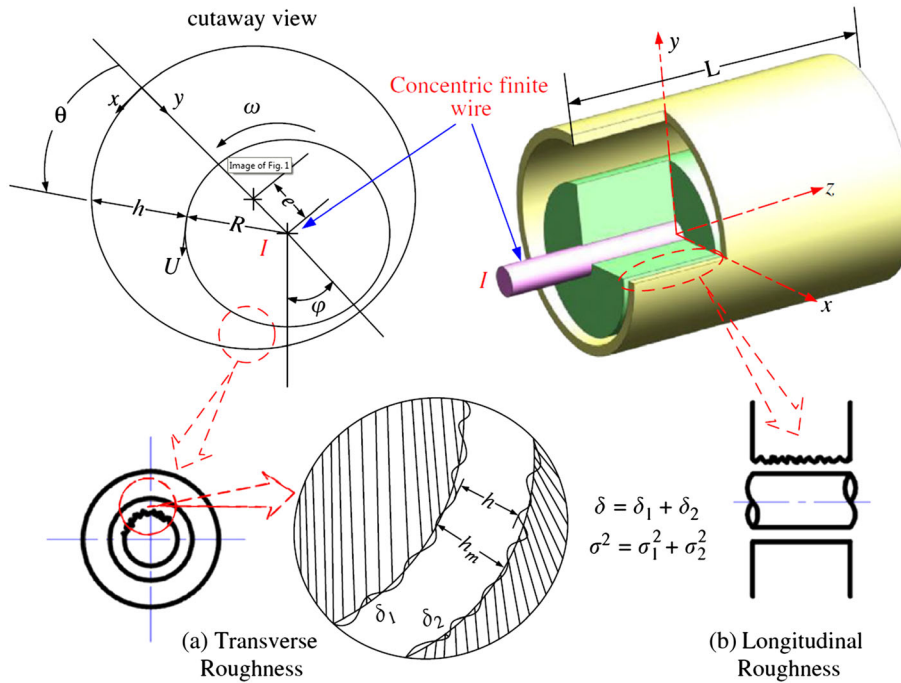 cutaway view
y
L
Concentric finite
wire
x
y
θ
ω
Image of Fig. 1
z
e
h
R
I
U
I
φ
x
h
δ = δ₁ + δ₂
hₘ
σ² = σ₁² + σ₂²
δ₁
δ₂
(a) Transverse
Roughness
(b) Longitudinal
Roughness